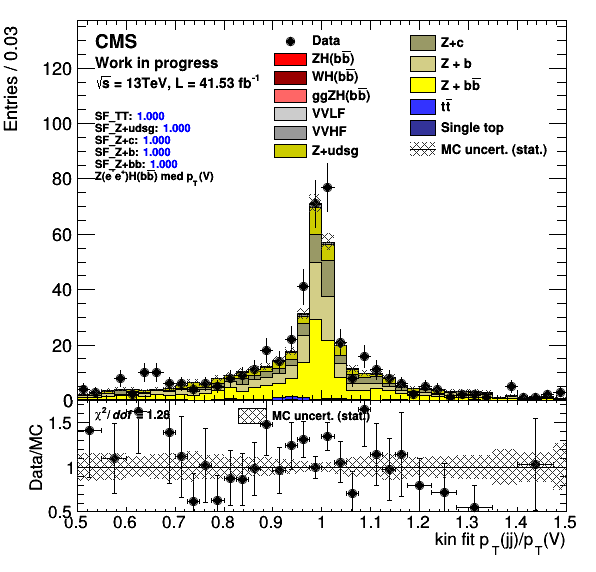 CMS
Work in progress
√s = 13TeV, L = 41.53 fb⁻¹
SF_TT: 1.000
SF_Z+udsg: 1.000
SF_Z+c: 1.000
SF_Z+b: 1.000
SF_Z+bb: 1.000
Z(e⁻e⁺)H(bb̅) med p_T(V)
Data
ZH(bb̅)
WH(bb̅)
ggZH(bb̅)
VVLF
VVHF
Z+udsg
Z+c
Z + b
Z + bb̅
tt̅
Single top
MC uncert. (stat.)
Entries / 0.03
120
100
80
60
40
20
0
χ²/ dof = 1.28
MC uncert. (stat.)
Data/MC
1.5
1
0.5
0.5 0.6 0.7 0.8 0.9 1 1.1 1.2 1.3 1.4 1.5
kin fit p_T(jj)/p_T(V)